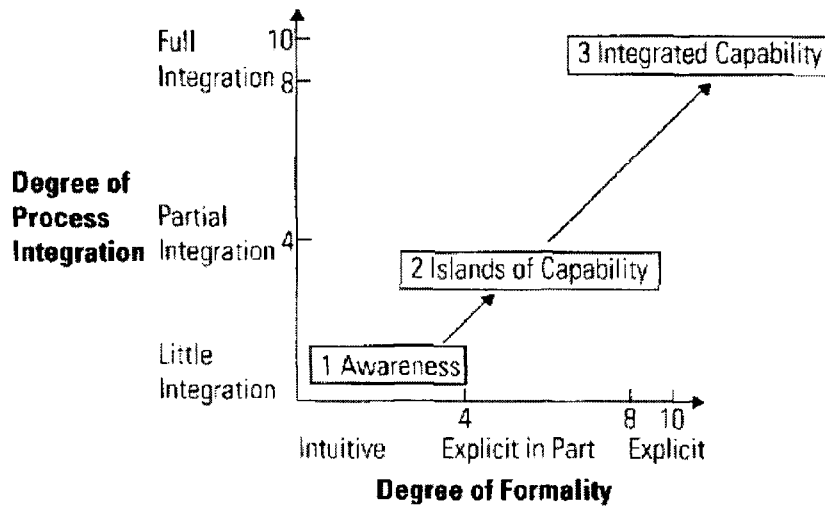 Full
Integration
10
8
3 Integrated Capability
Degree of
Process
Integration
Partial
Integration
4
2 Islands of Capability
Little
Integration
1 Awareness
4
8
10
Intuitive
Explicit in Part
Explicit
Degree of Formality